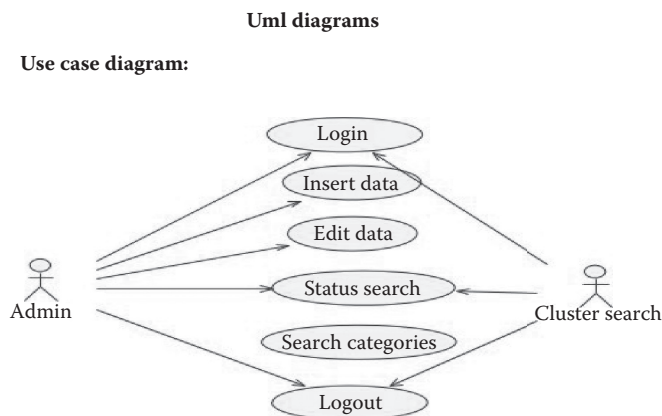 Uml diagrams
Use case diagram:
Login
Insert data
Edit data
Status search
Admin
Cluster search
Search categories
Logout